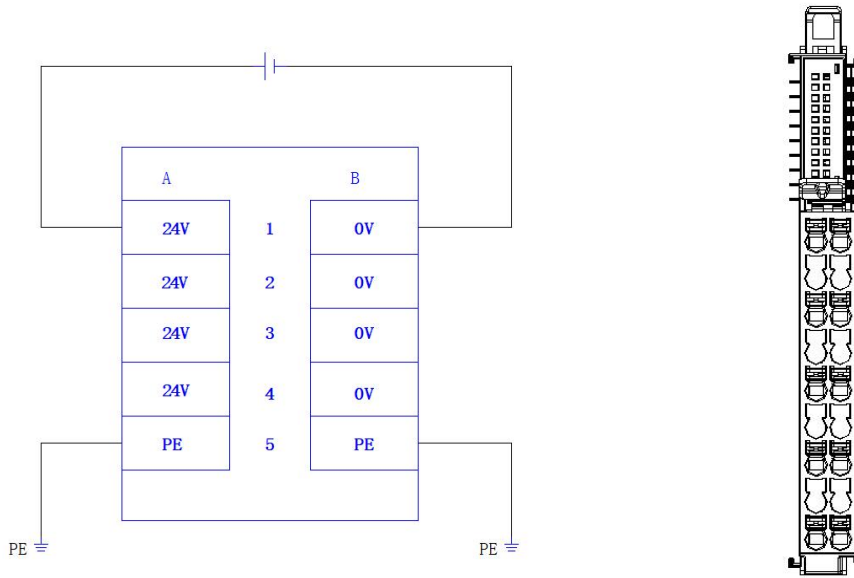 A B
24V 1 0V
24V 2 0V
24V 3 0V
24V 4 0V
PE 5 PE
PE PE